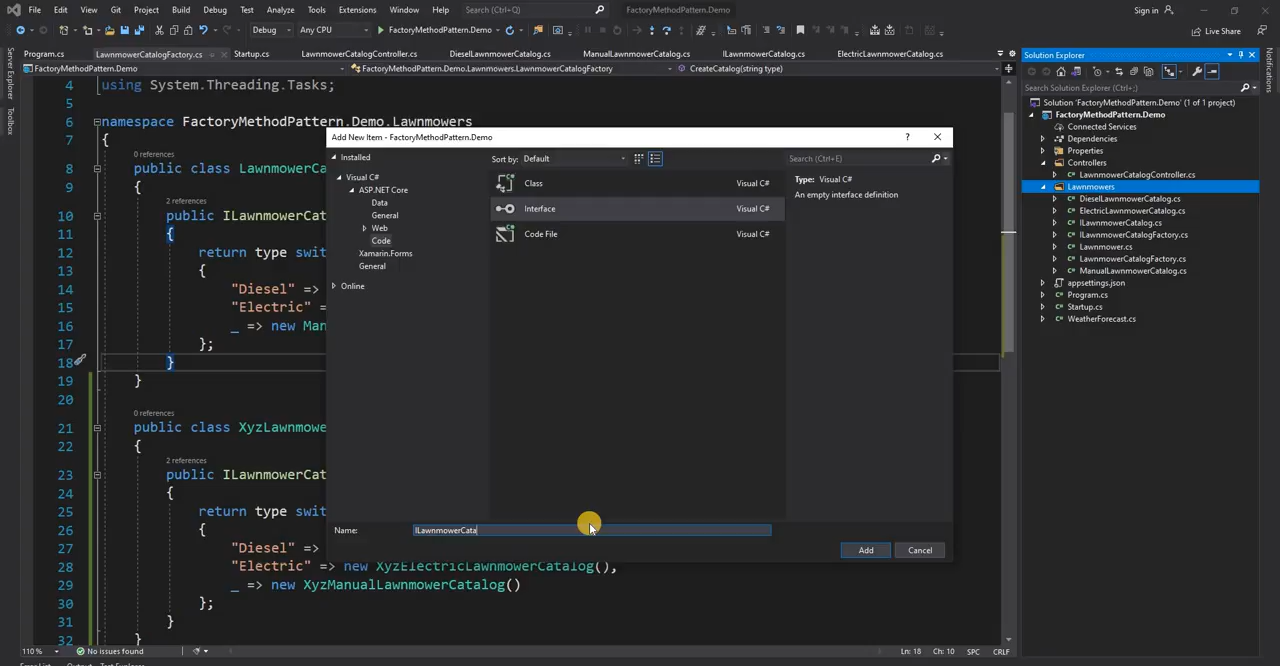 File Edit View Git Project Build Debug Test Analyze Tools Extensions Window Help Search (Ctrl+Q) FactoryMethodPattern.Demo Sign in
Debug Any CPU FactoryMethodPattern.Demo Live Share
Program.cs LawnmowerCatalogFactory.cs Startup.cs LawnmowerCatalogController.cs DieselLawnmowerCatalog.cs ManualLawnmowerCatalog.cs ILawnmowerCatalog.cs ElectricLawnmowerCatalog.cs
FactoryMethodPattern.Demo FactoryMethodPattern.Demo.Lawnmowers.LawnmowerCatalogFactory CreateCatalog(string type)
Server Explorer
Toolbox
4 using System.Threading.Tasks;
5
6 namespace FactoryMethodPattern.Demo.Lawnmowers
7 {
0 references
8 public class LawnmowerCa
9 {
2 references
10 public ILawnmowerCat
11 {
12 return type swit
13 {
14 "Diesel" =>
15 "Electric" =>
16 _ => new Man
17 };
18 }
19 }
20
0 references
21 public class XyzLawnmowe
22 {
2 references
23 public ILawnmowerCat
24 {
25 return type swit
26 {
27 "Diesel" =>
28 "Electric" => new XyzElectricLawnmowerCatalog(),
29 _ => new XyzManualLawnmowerCatalog()
30 };
31 }
32 }
110 % No issues found Ln: 18 Ch: 10 SPC CRLF
Add New Item - FactoryMethodPattern.Demo
Installed
Visual C#
ASP.NET Core
Data
General
Web
Code
Xamarin.Forms
General
Online
Sort by: Default
Class Visual C#
Interface Visual C#
Code File Visual C#
Search (Ctrl+E)
Type: Visual C#
An empty interface definition
Name: ILawnmowerCata
Add Cancel
Solution Explorer
Search Solution Explorer (Ctrl+;)
Solution 'FactoryMethodPattern.Demo' (1 of 1 project)
FactoryMethodPattern.Demo
Connected Services
Dependencies
Properties
Controllers
LawnmowerCatalogController.cs
Lawnmowers
DieselLawnmowerCatalog.cs
ElectricLawnmowerCatalog.cs
ILawnmowerCatalog.cs
ILawnmowerCatalogFactory.cs
Lawnmower.cs
LawnmowerCatalogFactory.cs
ManualLawnmowerCatalog.cs
appsettings.json
Program.cs
Startup.cs
WeatherForecast.cs